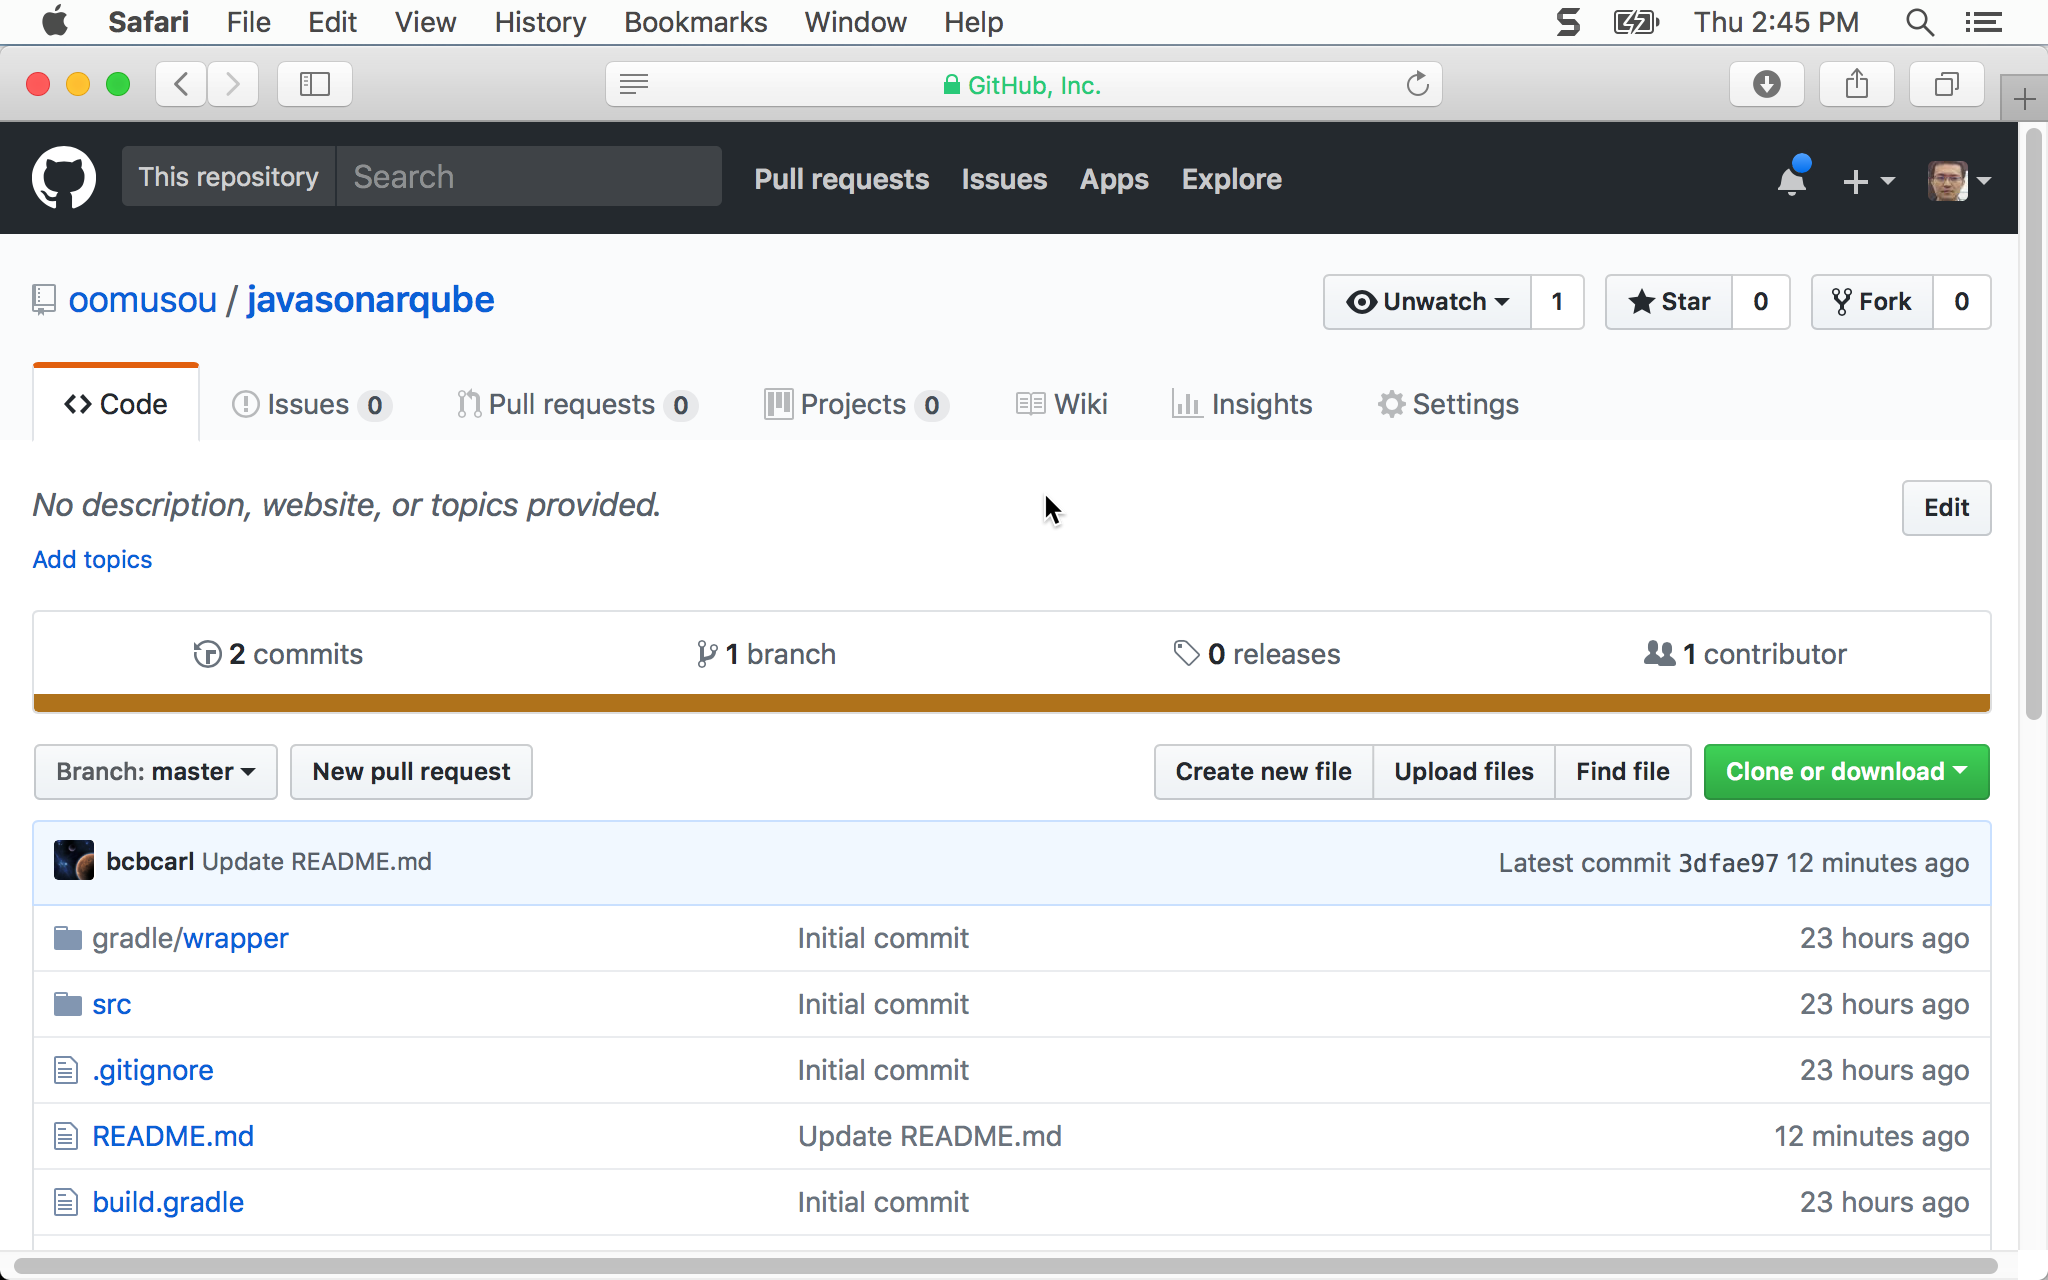 Safari File Edit View History Bookmarks Window Help Thu 2:45 PM
GitHub, Inc.
This repository Search Pull requests Issues Apps Explore
oomusou / javasonarqube Unwatch 1 Star 0 Fork 0
Code Issues 0 Pull requests 0 Projects 0 Wiki Insights Settings
No description, website, or topics provided. Edit
Add topics
2 commits 1 branch 0 releases 1 contributor
Branch: master New pull request Create new file Upload files Find file Clone or download
bcbcarl Update README.md Latest commit 3dfae97 12 minutes ago
gradle/wrapper Initial commit 23 hours ago
src Initial commit 23 hours ago
.gitignore Initial commit 23 hours ago
README.md Update README.md 12 minutes ago
build.gradle Initial commit 23 hours ago